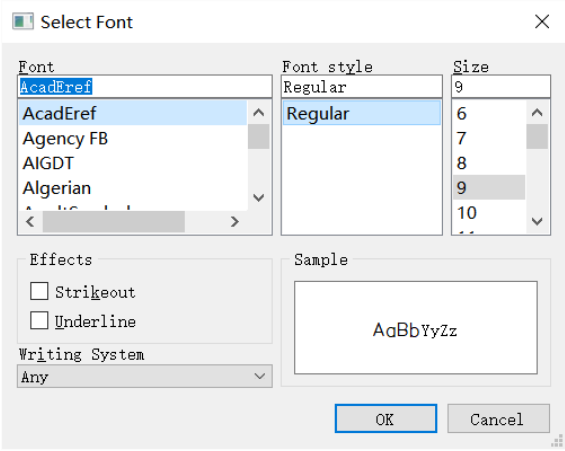 Select Font
Font
Font style
Size
AcadEref
Regular
9
AcadEref
Agency FB
AIGDT
Algerian
Regular
6
7
8
9
10
Effects
Strikeout
Underline
Sample
AaBbYyZz
Writing System
Any
OK
Cancel